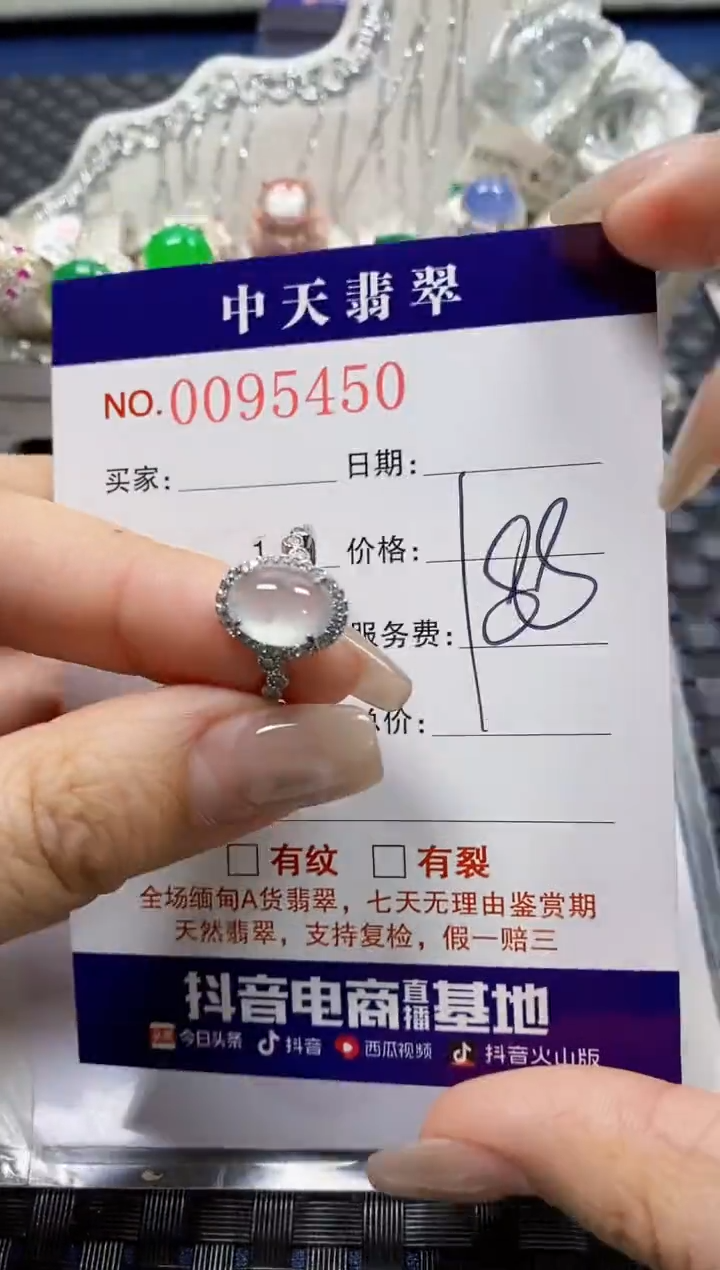 中天翡翠
NO.0095450
买家: 日期:
1 价格:
88
服务费:
价:
有纹 有裂
全场缅甸A货翡翠，七天无理由鉴赏期
天然翡翠，支持复检，假一赔三
抖音电商直播基地
今日头条 抖音 西瓜视频 抖音火山版